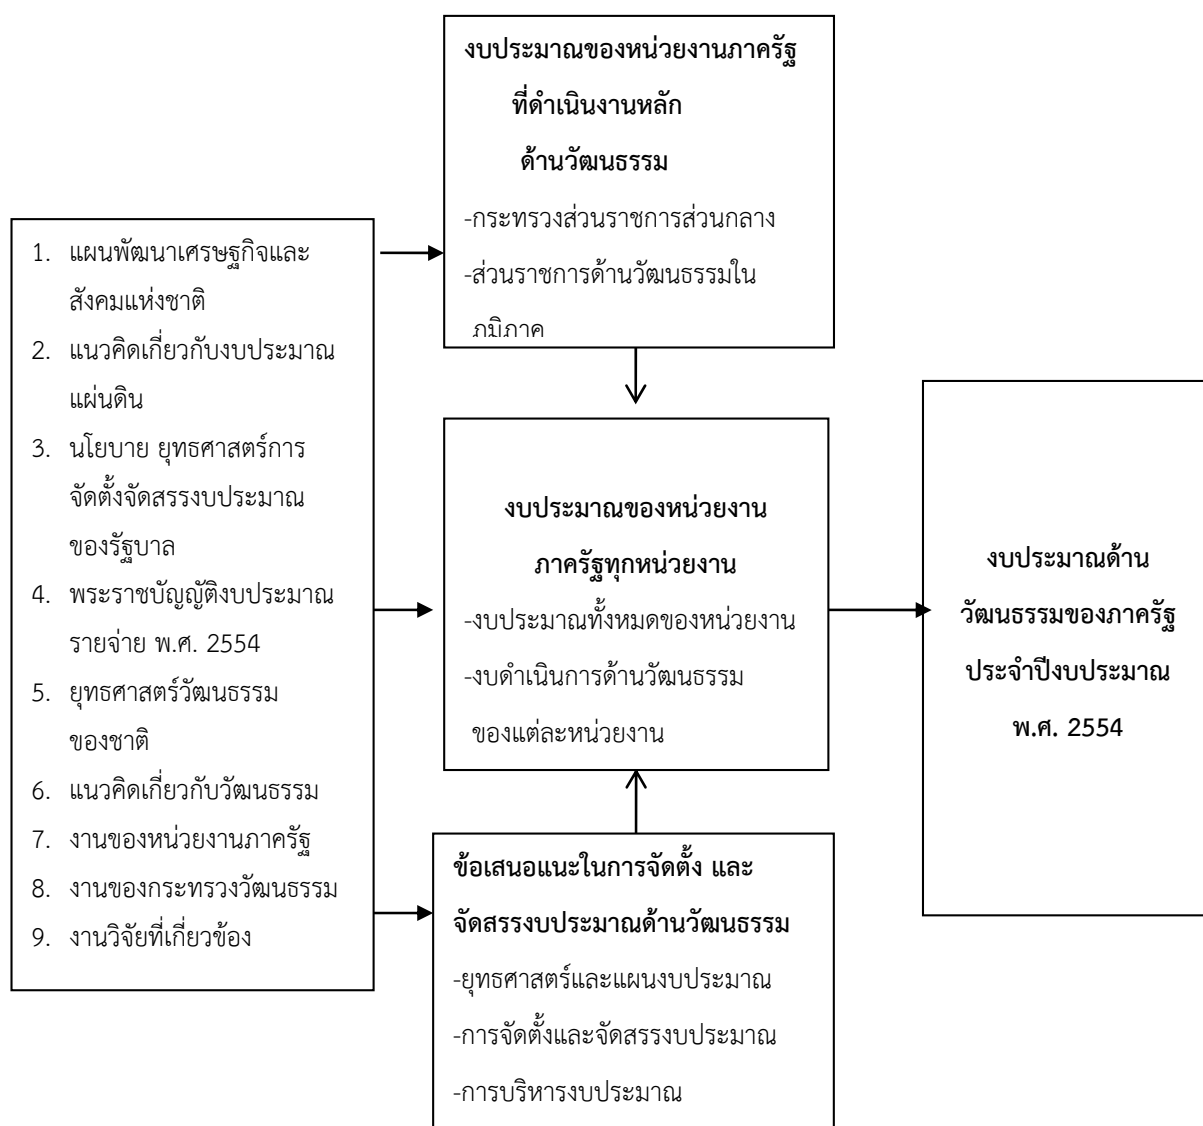 งบประมาณของหน่วยงานภาครัฐ
ที่ดำเนินงานหลัก
ด้านวัฒนธรรม
-กระทรวงส่วนราชการส่วนกลาง
-ส่วนราชการด้านวัฒนธรรมใน
ภูมิภาค
1. แผนพัฒนาเศรษฐกิจและ
สังคมแห่งชาติ
2. แนวคิดเกี่ยวกับงบประมาณ
แผ่นดิน
3. นโยบาย ยุทธศาสตร์การ
จัดตั้งจัดสรรงบประมาณ
ของรัฐบาล
4. พระราชบัญญัติงบประมาณ
รายจ่าย พ.ศ. 2554
5. ยุทธศาสตร์วัฒนธรรม
ของชาติ
6. แนวคิดเกี่ยวกับวัฒนธรรม
7. งานของหน่วยงานภาครัฐ
8. งานของกระทรวงวัฒนธรรม
9. งานวิจัยที่เกี่ยวข้อง
งบประมาณของหน่วยงาน
ภาครัฐทุกหน่วยงาน
-งบประมาณทั้งหมดของหน่วยงาน
-งบดำเนินการด้านวัฒนธรรม
ของแต่ละหน่วยงาน
ข้อเสนอแนะในการจัดตั้ง และ
จัดสรรงบประมาณด้านวัฒนธรรม
-ยุทธศาสตร์และแผนงบประมาณ
-การจัดตั้งและจัดสรรงบประมาณ
-การบริหารงบประมาณ
งบประมาณด้าน
วัฒนธรรมของภาครัฐ
ประจำปีงบประมาณ
พ.ศ. 2554